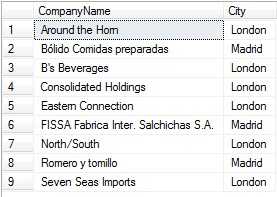 CompanyName City
1 Around the Horn London
2 Bólido Comidas preparadas Madrid
3 B's Beverages London
4 Consolidated Holdings London
5 Eastern Connection London
6 FISSA Fabrica Inter. Salchichas S.A. Madrid
7 North/South London
8 Romero y tomillo Madrid
9 Seven Seas Imports London